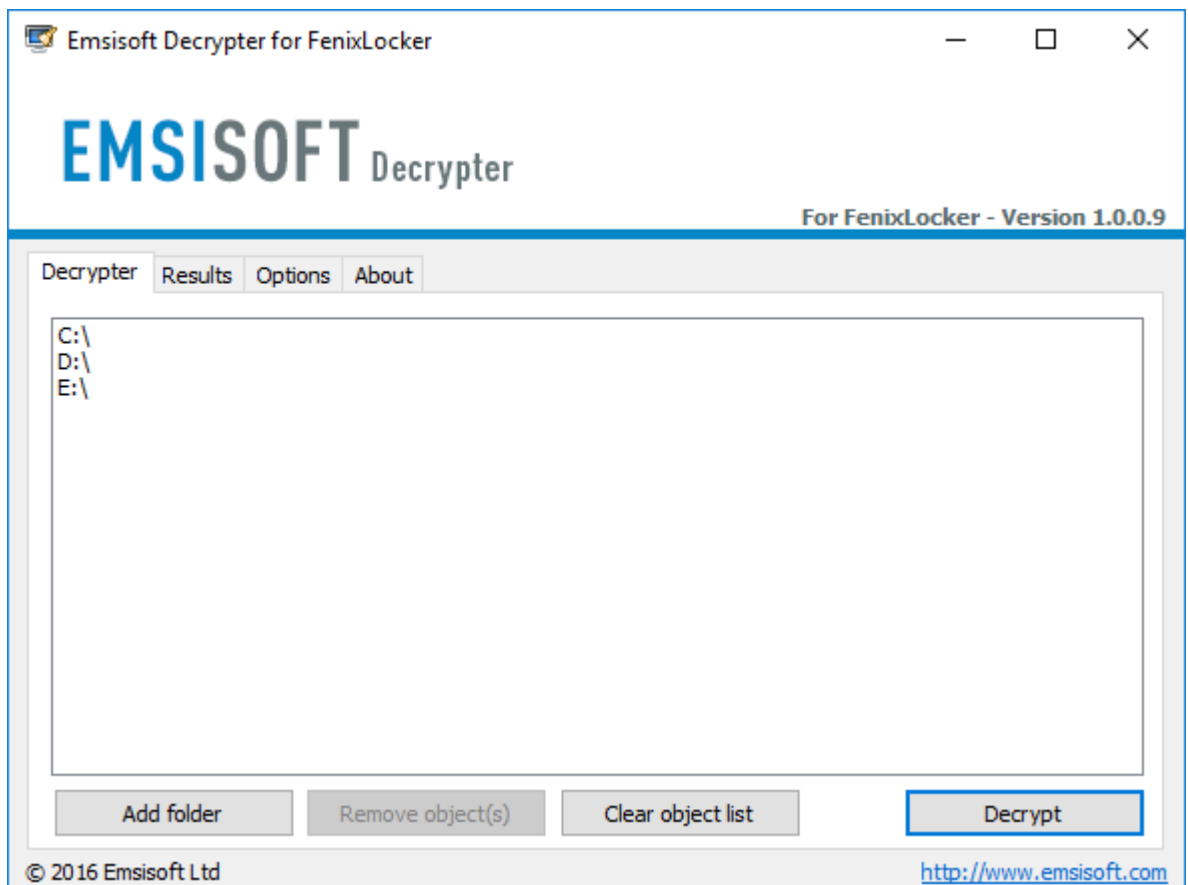 Emsisoft Decrypter for FenixLocker
EMSISOFT Decrypter
For FenixLocker - Version 1.0.0.9
Decrypter Results Options About
C:\
D:\
E:\
Add folder Remove object(s) Clear object list Decrypt
© 2016 Emsisoft Ltd http://www.emsisoft.com